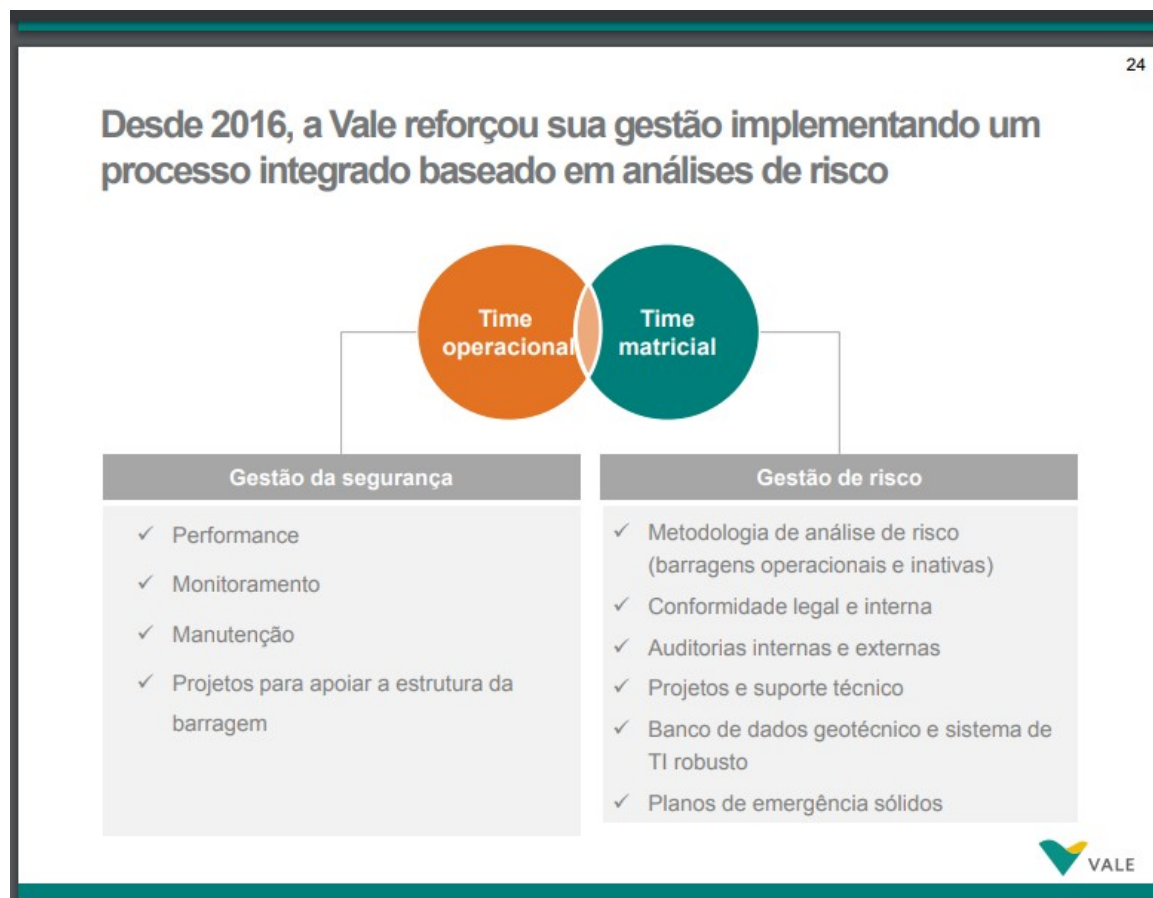 24
Desde 2016, a Vale reforçou sua gestão implementando um
processo integrado baseado em análises de risco
Time
operacional
Time
matricial
Gestão da segurança
✓ Performance
✓ Monitoramento
✓ Manutenção
✓ Projetos para apoiar a estrutura da
barragem
Gestão de risco
✓ Metodologia de análise de risco
(barragens operacionais e inativas)
✓ Conformidade legal e interna
✓ Auditorias internas e externas
✓ Projetos e suporte técnico
✓ Banco de dados geotécnico e sistema de
TI robusto
✓ Planos de emergência sólidos
VALE